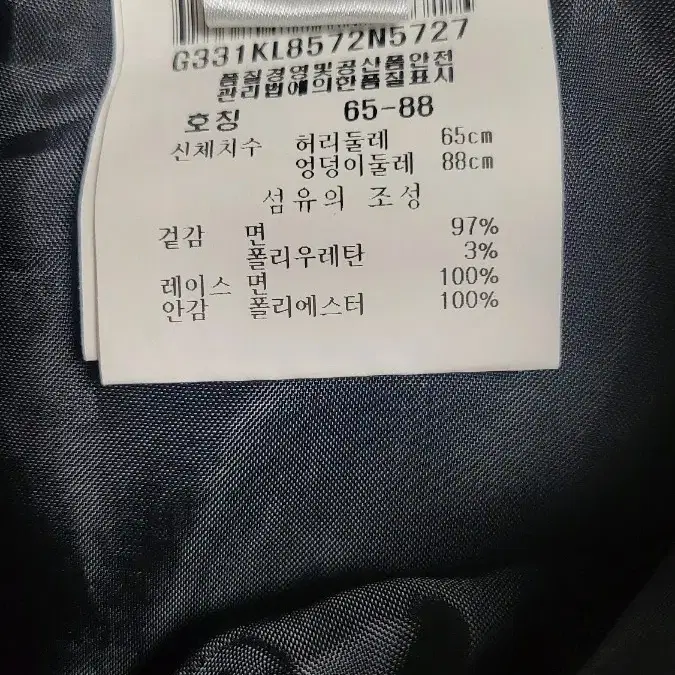 G331KL8572N5727
품질경영및공산품안전
관리법에의한품질표시
호칭 65-88
신체치수 허리둘레 65cm
엉덩이둘레 88cm
섬유의 조성
겉감 면 97%
폴리우레탄 3%
레이스 면 100%
안감 폴리에스터 100%